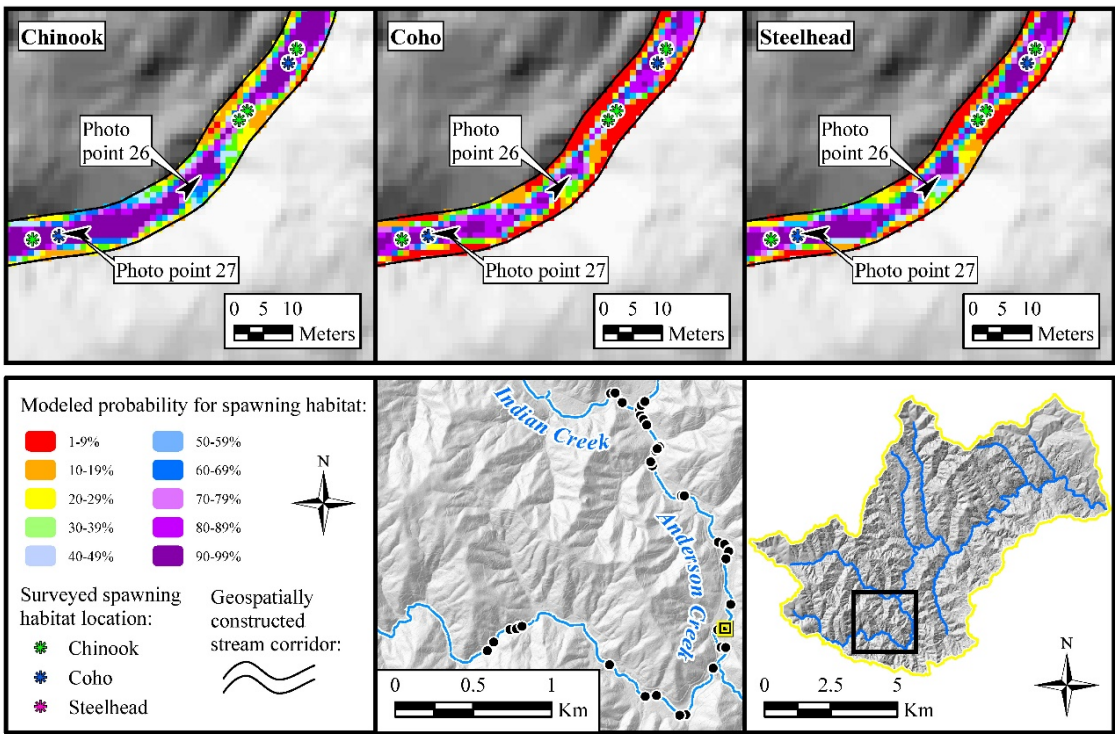 Chinook
Photo
point 26
Photo point 27
0 5 10
Meters
Coho
Photo
point 26
Photo point 27
0 5 10
Meters
Steelhead
Photo
point 26
Photo point 27
0 5 10
Meters
Modeled probability for spawning habitat:
1-9%
10-19%
20-29%
30-39%
40-49%
50-59%
60-69%
70-79%
80-89%
90-99%
N
Surveyed spawning
habitat location:
Chinook
Coho
Steelhead
Geospatially
constructed
stream corridor:
Indian Creek
Anderson Creek
0 0.5 1
Km
N
0 2.5 5
Km